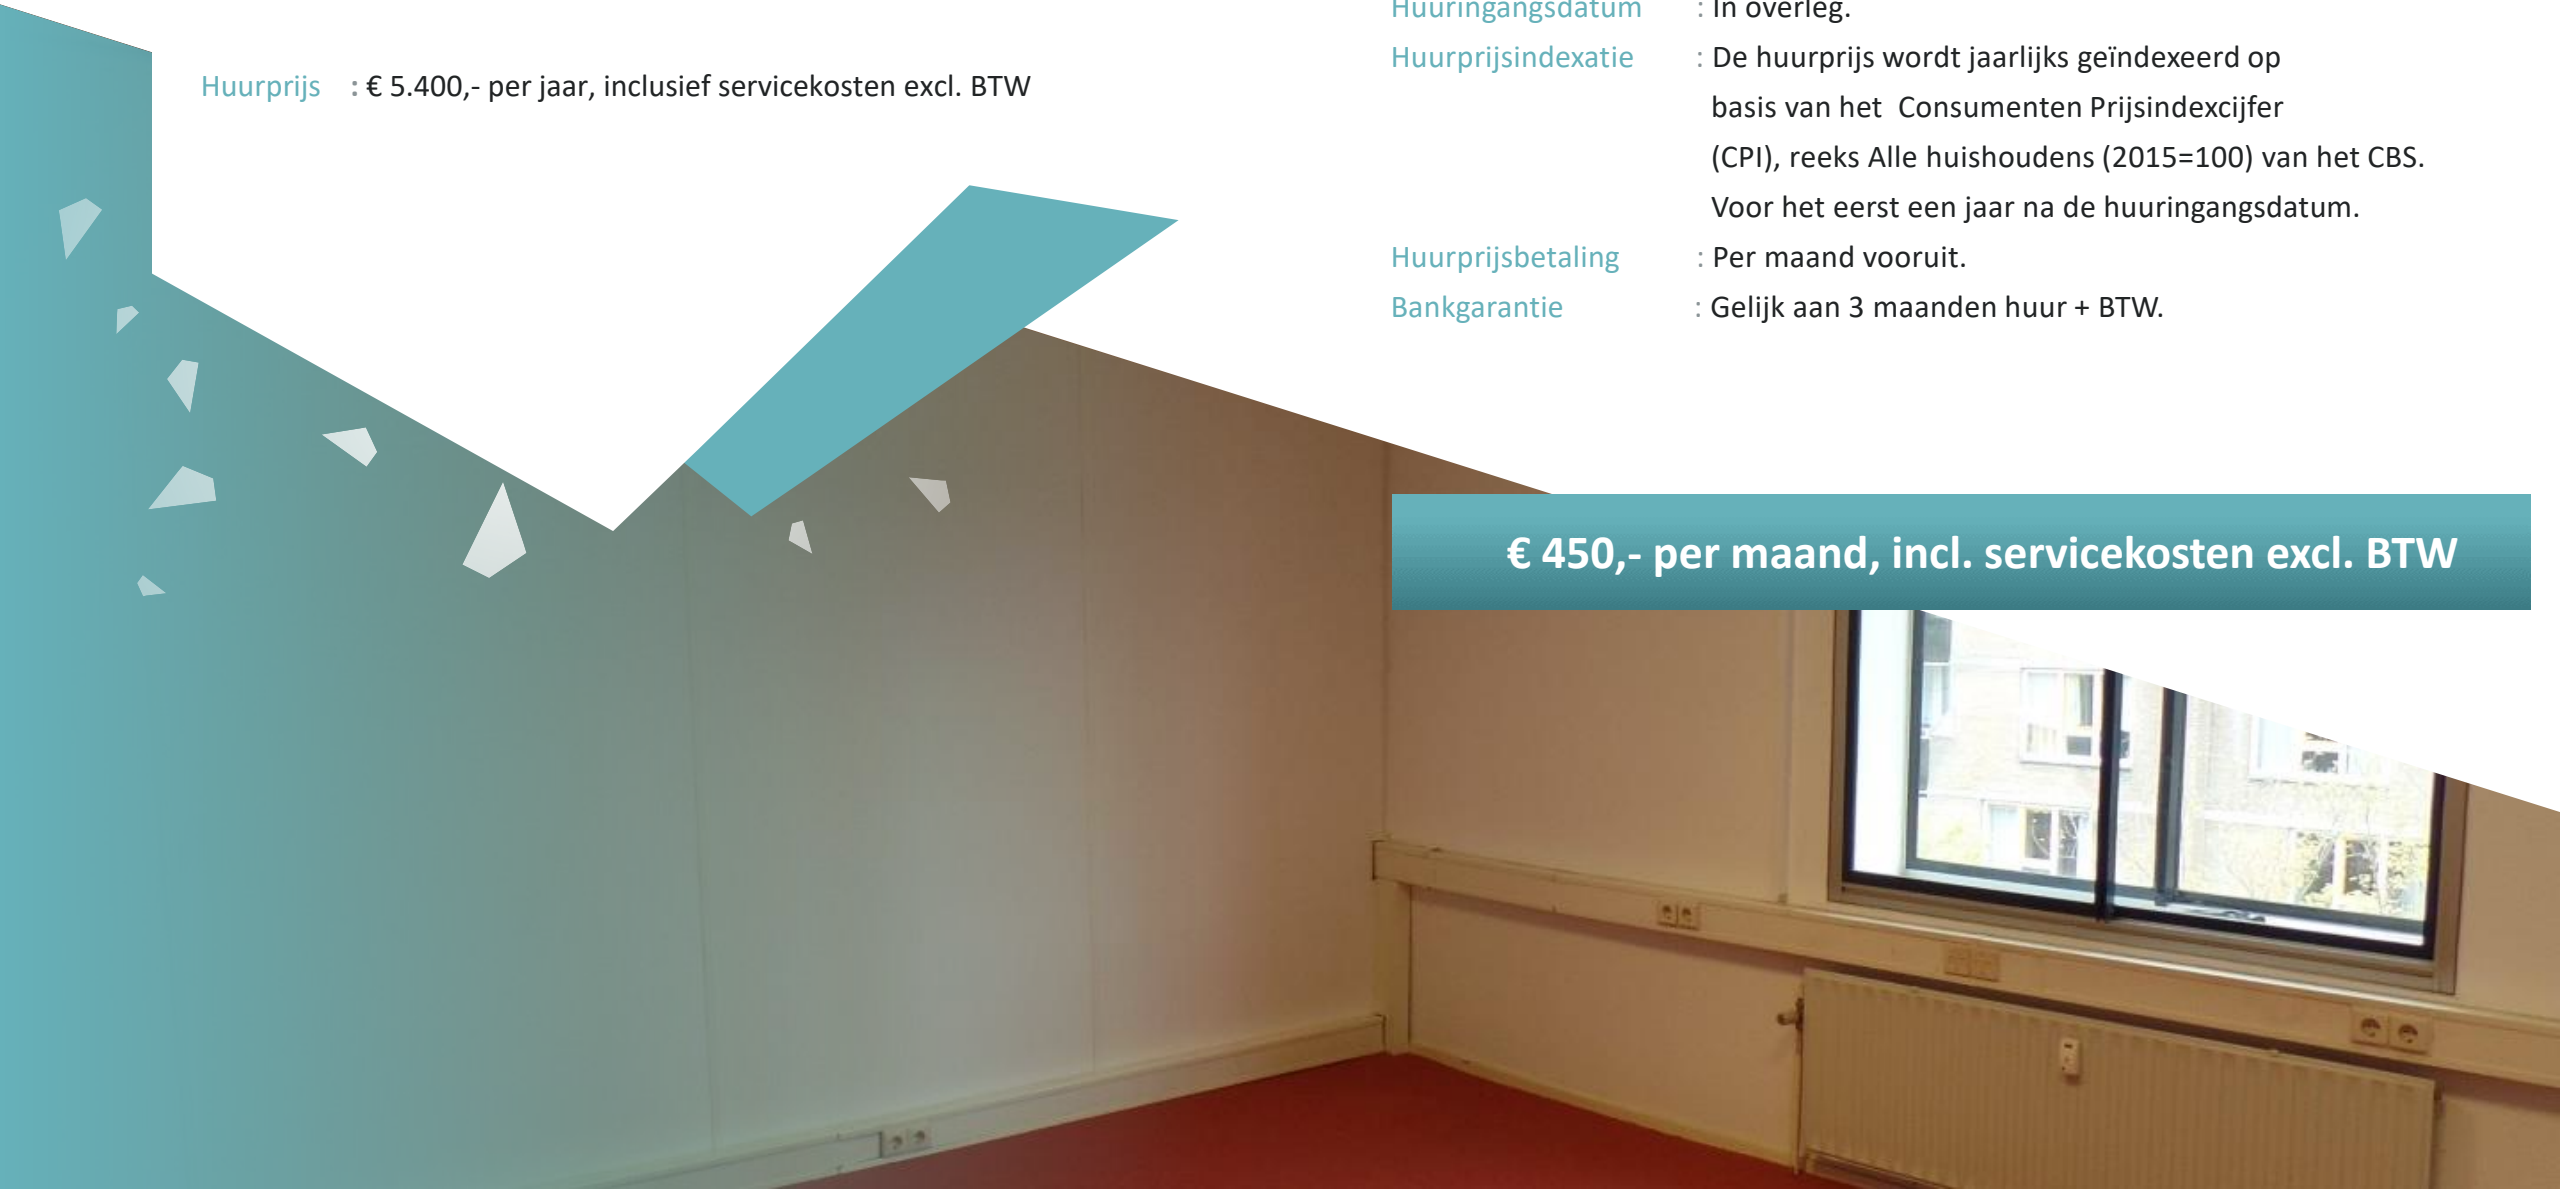 Huurprijs : € 5.400,- per jaar, inclusief servicekosten excl. BTW
Huuringangsdatum : In overleg.
Huurprijsindexatie : De huurprijs wordt jaarlijks geïndexeerd op
basis van het Consumenten Prijsindexcijfer
(CPI), reeks Alle huishoudens (2015=100) van het CBS.
Voor het eerst een jaar na de huuringangsdatum.
Huurprijsbetaling : Per maand vooruit.
Bankgarantie : Gelijk aan 3 maanden huur + BTW.
€ 450,- per maand, incl. servicekosten excl. BTW